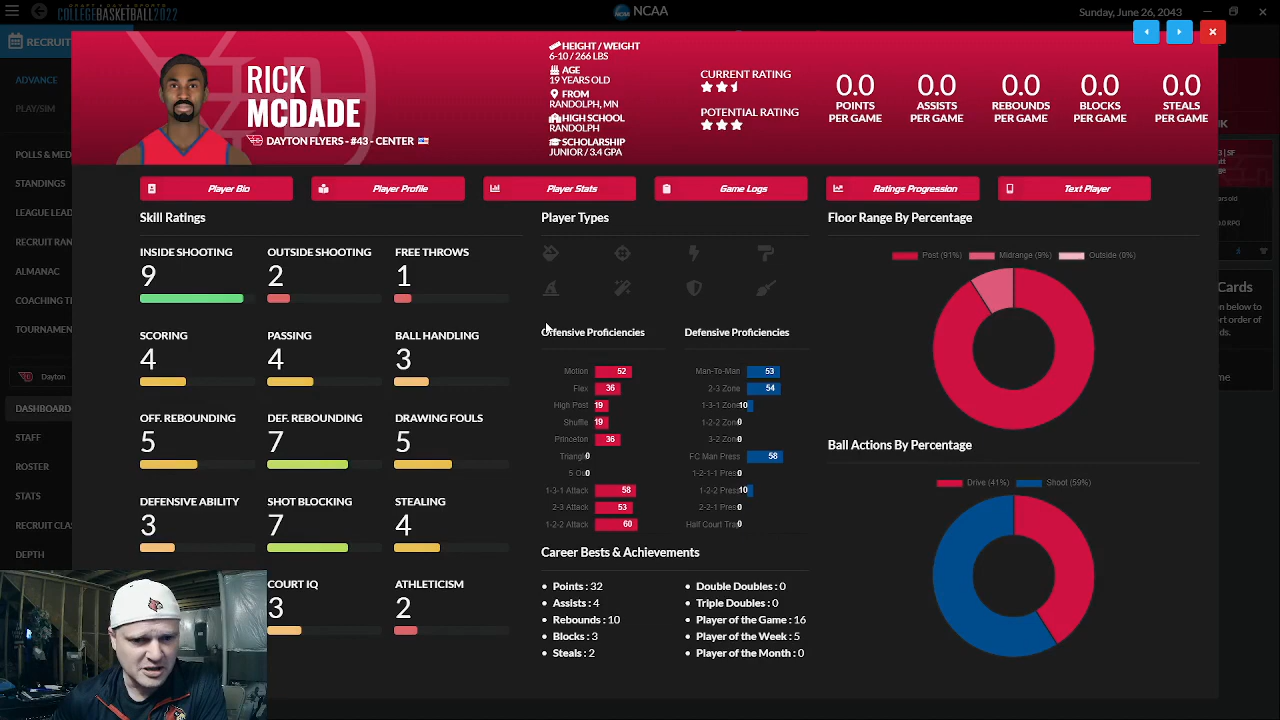 DRAFT DAY SPORTS
COLLEGEBASKETBALL2022
NCAA
Sunday, June 26, 2043
RECRUIT
ADVANCE
PLAY/SIM
POLLS & MED
STANDINGS
LEAGUE LEAD
RECRUIT RAN
ALMANAC
COACHING T
TOURNAMEN
Dayton
DASHBOARD
STAFF
ROSTER
STATS
RECRUIT CLA
DEPTH
RICK
MCDADE
DAYTON FLYERS - #43 - CENTER
HEIGHT / WEIGHT
6-10 / 266 LBS
AGE
19 YEARS OLD
FROM
RANDOLPH, MN
HIGH SCHOOL
RANDOLPH
SCHOLARSHIP
JUNIOR / 3.4 GPA
CURRENT RATING
POTENTIAL RATING
0.0
POINTS
PER GAME
0.0
ASSISTS
PER GAME
0.0
REBOUNDS
PER GAME
0.0
BLOCKS
PER GAME
0.0
STEALS
PER GAME
Player Bio
Player Profile
Player Stats
Game Logs
Ratings Progression
Text Player
Skill Ratings
INSIDE SHOOTING
9
OUTSIDE SHOOTING
2
FREE THROWS
1
SCORING
4
PASSING
4
BALL HANDLING
3
OFF. REBOUNDING
5
DEF. REBOUNDING
7
DRAWING FOULS
5
DEFENSIVE ABILITY
3
SHOT BLOCKING
7
STEALING
4
COURT IQ
3
ATHLETICISM
2
Player Types
Offensive Proficiencies
Motion 52
Flex 36
High Post 19
Shuffle 19
Princeton 36
Triangl 0
5 Ou 0
1-3-1 Attack 58
2-3 Attack 53
1-2-2 Attack 60
Defensive Proficiencies
Man-To-Man 53
2-3 Zone 54
1-3-1 Zone 10
1-2-2 Zone 0
3-2 Zone 0
FC Man Press 58
1-2-1-1 Press 0
1-2-2 Press 10
2-2-1 Press 0
Half Court Trap 0
Career Bests & Achievements
Points : 32
Assists : 4
Rebounds : 10
Blocks : 3
Steals : 2
Double Doubles : 0
Triple Doubles : 0
Player of the Game : 16
Player of the Week : 5
Player of the Month : 0
Floor Range By Percentage
Post (91%) Midrange (9%) Outside (0%)
Ball Actions By Percentage
Drive (41%) Shoot (59%)
3 | SF
Cards